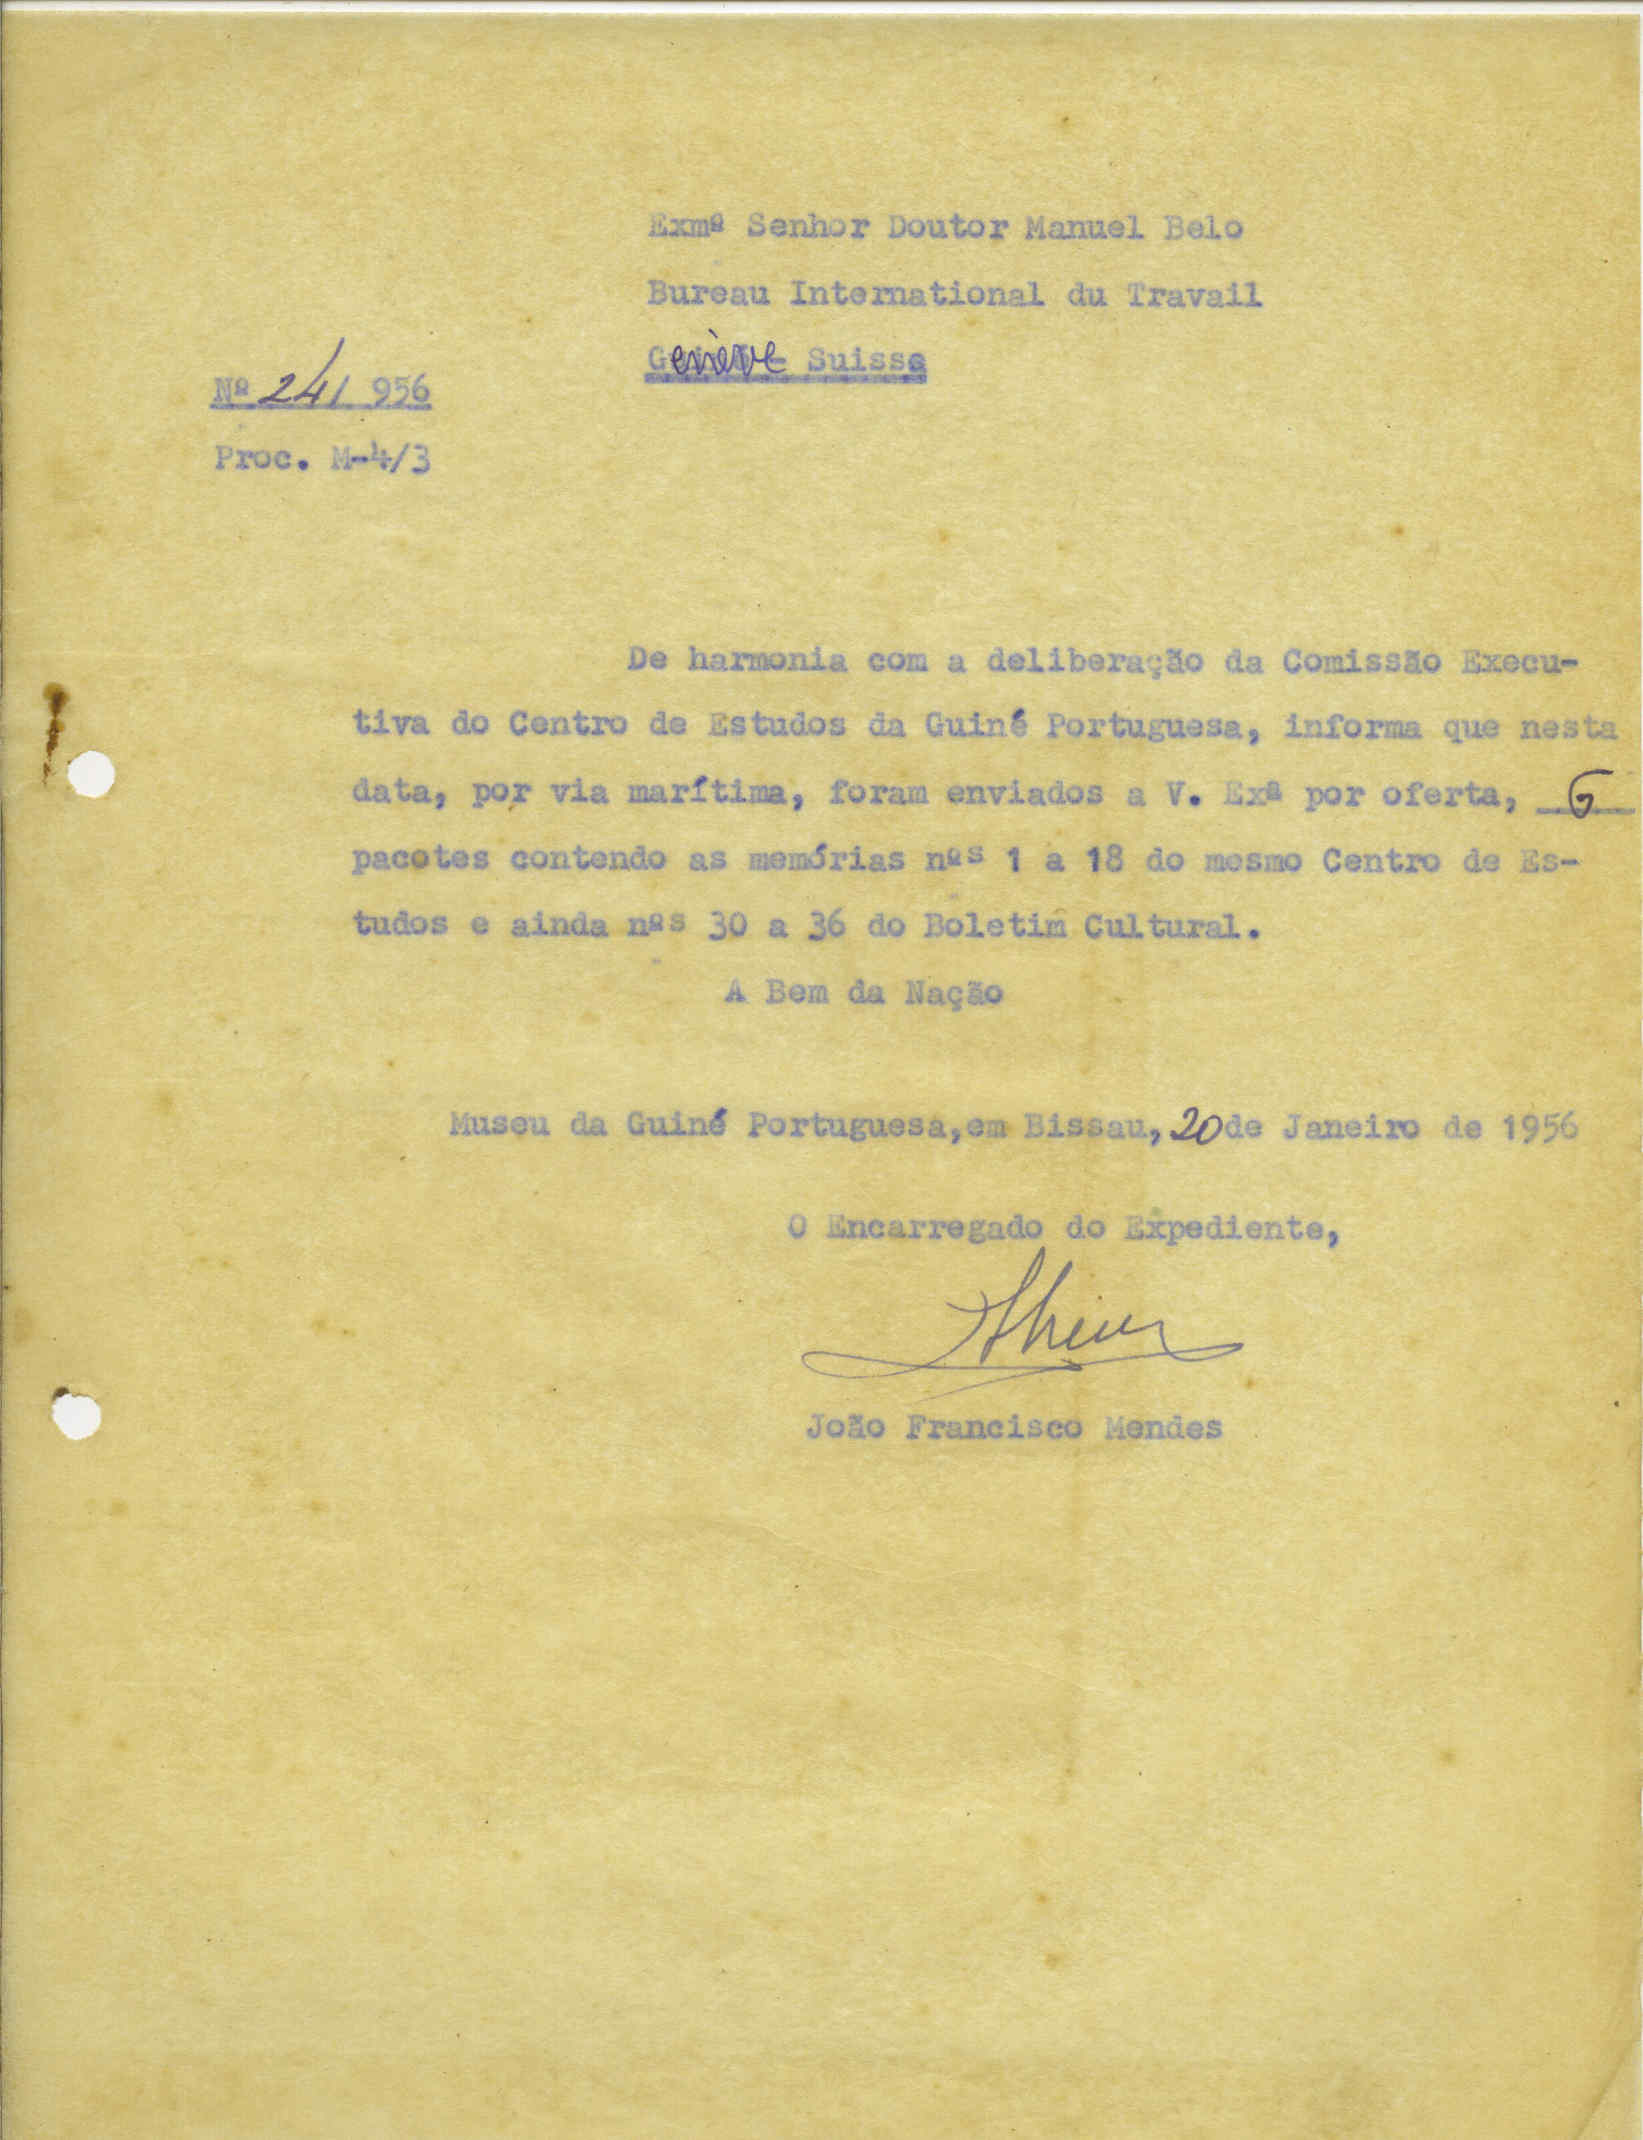 Exmº Senhor Doutor Manuel Belo
Bureau International du Travail
Genève Suisse
Nº 24/ 956
Proc. M-4/3
De harmonia com a deliberação da Comissão Execu-
tiva do Centro de Estudos da Guiné Portuguesa, informa que nesta
data, por via marítima, foram enviados a V. Exª por oferta, 6
pacotes contendo as memórias nºs 1 a 18 do mesmo Centro de Es-
tudos e ainda nºs 30 a 36 do Boletim Cultural.
A Bem da Nação
Museu da Guiné Portuguesa,em Bissau, 20 de Janeiro de 1956
O Encarregado do Expediente,
João Francisco Mendes